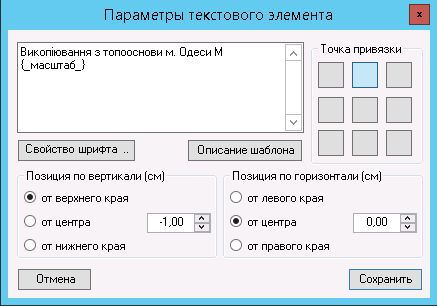 Параметры текстового элемента
x
Викопіювання з топооснови м. Одеси М
{_масштаб_}
Точка привязки
Свойство шрифта ..
Описание шаблона
Позиция по вертикали (см)
от верхнего края
от центра
-1,00
от нижнего края
Позиция по горизонтали (см)
от левого края
от центра
0,00
от правого края
Отмена
Сохранить